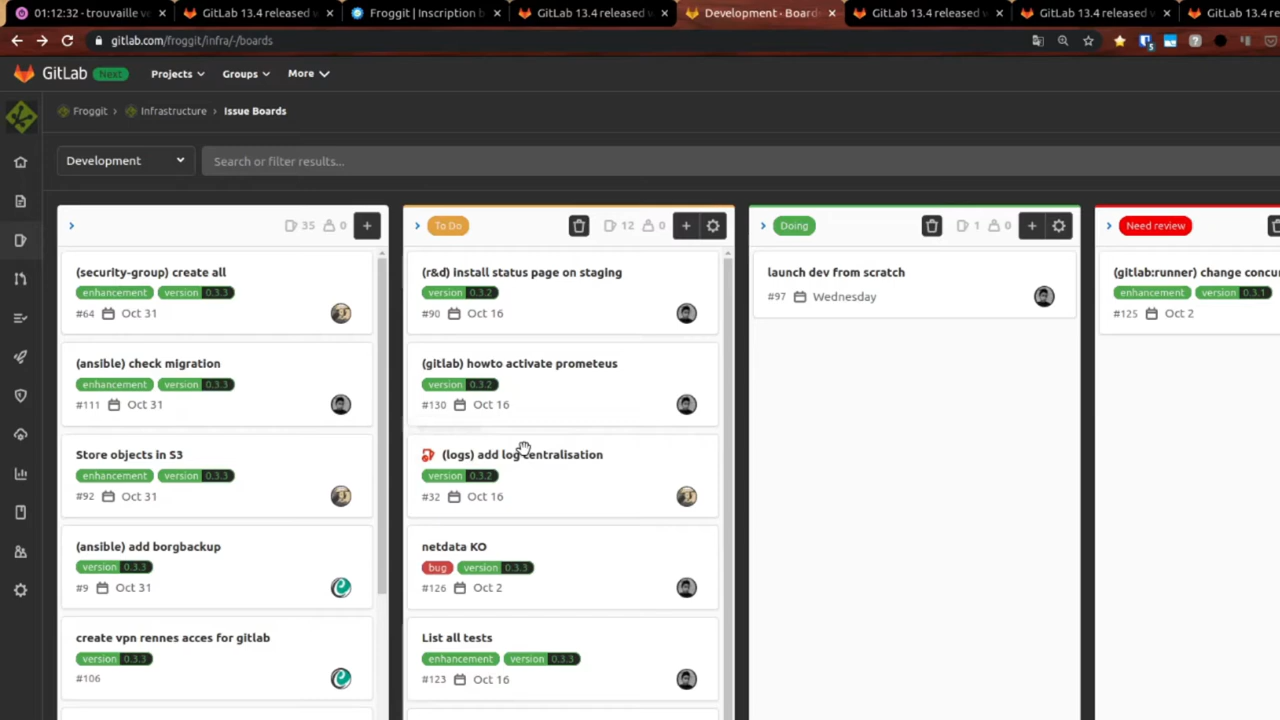 01:12:32 - trouvaille ve
GitLab 13.4 released
Froggit | Inscription b
GitLab 13.4 released
Development · Board
GitLab 13.4 released
GitLab 13.4 released
GitLab 13.4
gitlab.com/froggit/infra/-/boards
GitLab Next Projects Groups More
Froggit › Infrastructure › Issue Boards
Development Search or filter results...
35 0
(security-group) create all
enhancement version 0.3.3
#64 Oct 31
(ansible) check migration
enhancement version 0.3.3
#111 Oct 31
Store objects in S3
enhancement version 0.3.3
#92 Oct 31
(ansible) add borgbackup
version 0.3.3
#9 Oct 31
create vpn rennes acces for gitlab
version 0.3.3
#106
To Do 12 0
(r&d) install status page on staging
version 0.3.2
#90 Oct 16
(gitlab) howto activate prometeus
version 0.3.2
#130 Oct 16
(logs) add log centralisation
version 0.3.2
#32 Oct 16
netdata KO
bug version 0.3.3
#126 Oct 2
List all tests
enhancement version 0.3.3
#123 Oct 16
Doing 1 0
launch dev from scratch
#97 Wednesday
Need review
(gitlab:runner) change concu
enhancement version 0.3.1
#125 Oct 2